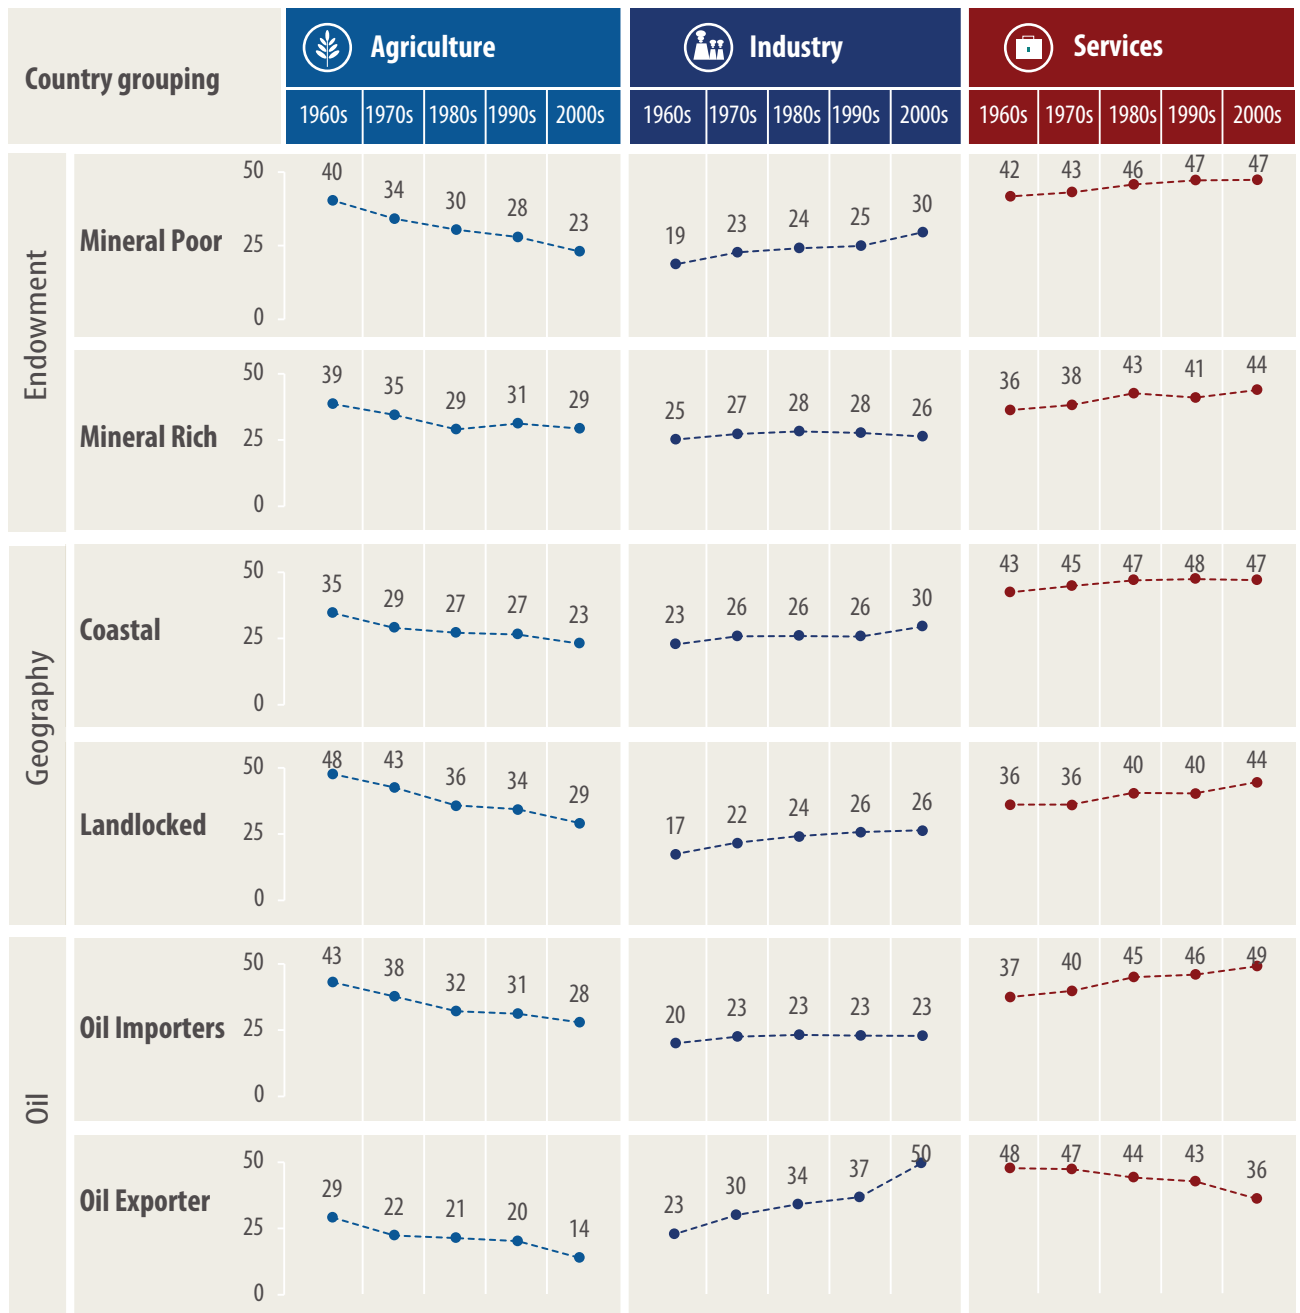 Country grouping
Agriculture
Industry
Services
1960s 1970s 1980s 1990s 2000s
1960s 1970s 1980s 1990s 2000s
1960s 1970s 1980s 1990s 2000s
Endowment
Mineral Poor
50
25
0
40 34 30 28 23
19 23 24 25 30
42 43 46 47 47
Mineral Rich
50
25
0
39 35 29 31 29
25 27 28 28 26
36 38 43 41 44
Geography
Coastal
50
25
0
35 29 27 27 23
23 26 26 26 30
43 45 47 48 47
Landlocked
50
25
0
48 43 36 34 29
17 22 24 26 26
36 36 40 40 44
Oil
Oil Importers
50
25
0
43 38 32 31 28
20 23 23 23 23
37 40 45 46 49
Oil Exporter
50
25
0
29 22 21 20 14
23 30 34 37 50
48 47 44 43 36